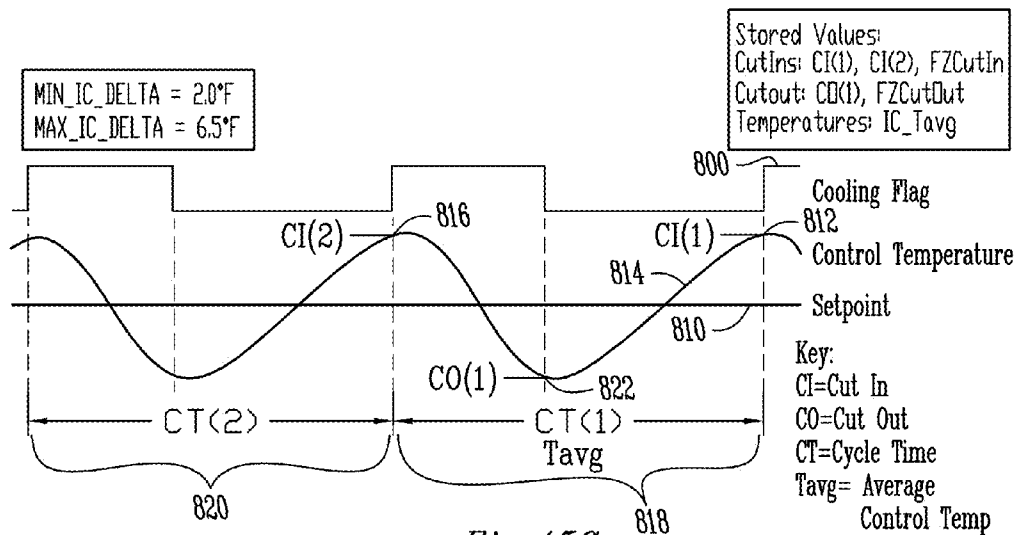 MIN_IC_DELTA = 2.0°F
MAX_IC_DELTA = 6.5°F
Stored Values:
CutIns: CI(1), CI(2), FZCutIn
Cutout: CO(1), FZCutOut
Temperatures: IC_Tavg
800
Cooling Flag
CI(2)
816
CI(1)
812
Control Temperature
814
810
Setpoint
CO(1)
822
Key:
CI=Cut In
CO=Cut Out
CT=Cycle Time
Tavg= Average
Control Temp
CT(2)
CT(1)
Tavg
820
818